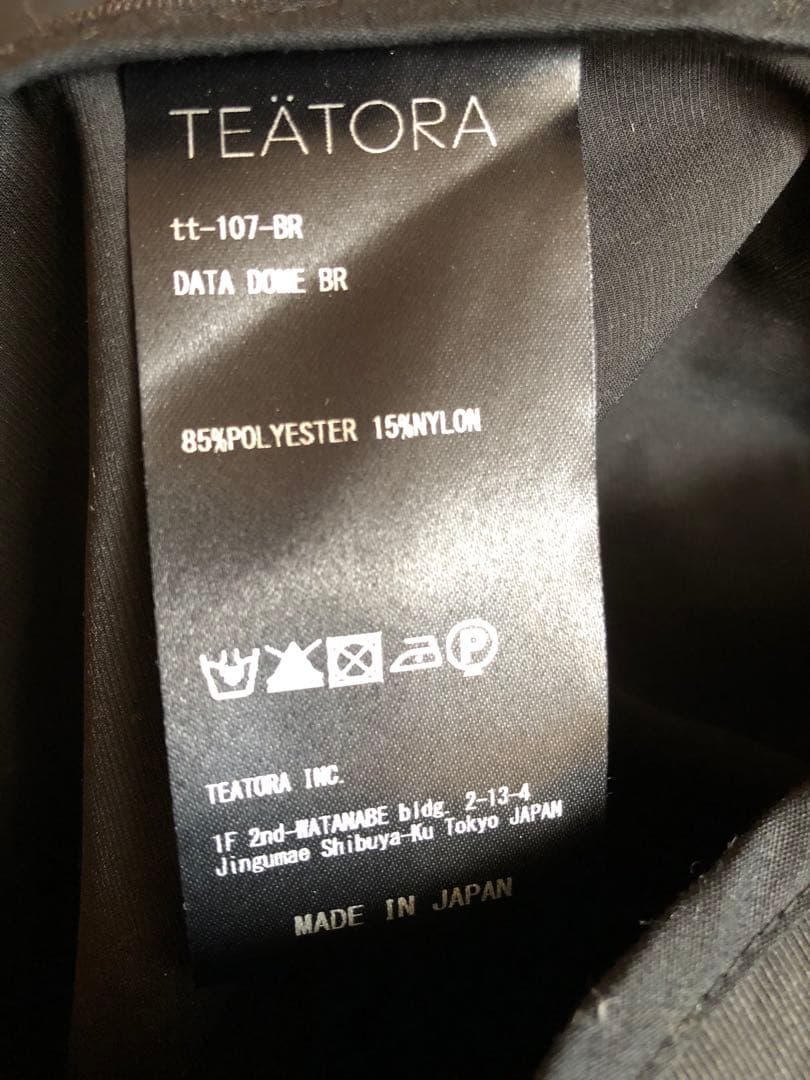 TEÄTORA
tt-107-BR
DATA DOME BR
85%POLYESTER 15%NYLON
P
TEATORA INC.
1F 2nd-WATANABE bldg. 2-13-4
Jingumae Shibuya-Ku Tokyo JAPAN
MADE IN JAPAN